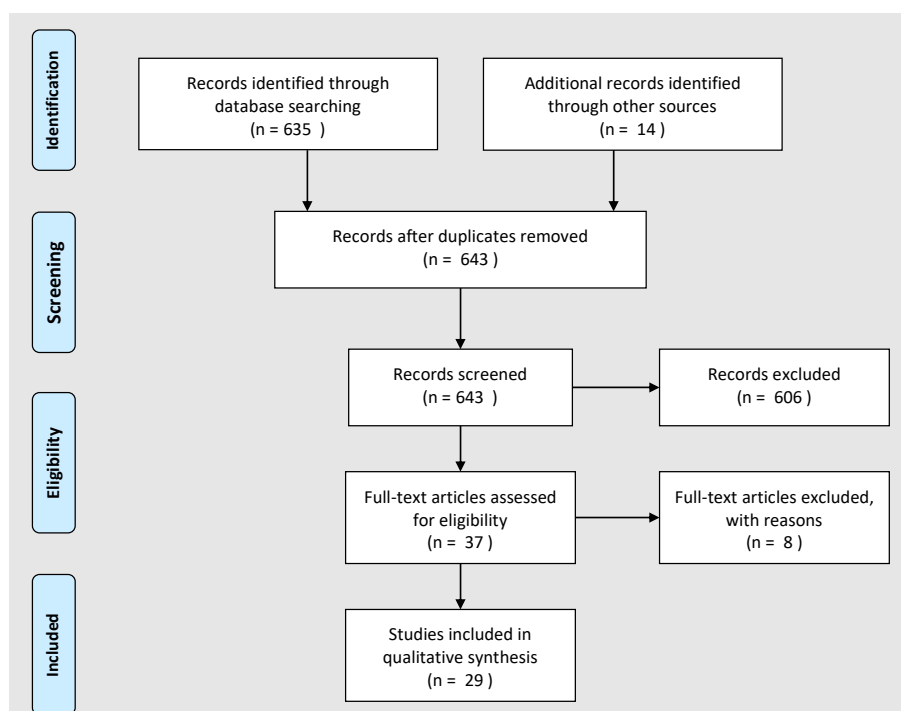 Identification
Records identified through
database searching
(n = 635 )
Additional records identified
through other sources
(n = 14 )
Screening
Records after duplicates removed
(n = 643 )
Records screened
(n = 643 )
Records excluded
(n = 606 )
Eligibility
Full-text articles assessed
for eligibility
(n = 37 )
Full-text articles excluded,
with reasons
(n = 8 )
Included
Studies included in
qualitative synthesis
(n = 29 )